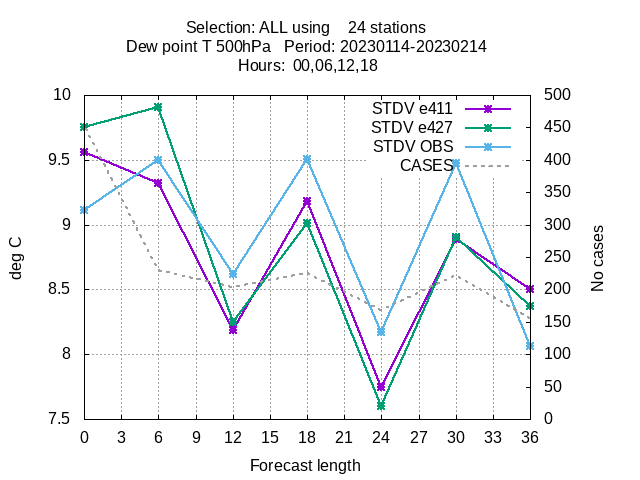 Selection: ALL using    24 stations
Dew point T 500hPa   Period: 20230114-20230214
Hours:  00,06,12,18
STDV e411
STDV e427
STDV OBS
CASES
deg C
10
9.5
9
8.5
8
7.5
No cases
500
450
400
350
300
250
200
150
100
50
0
0 3 6 9 12 15 18 21 24 27 30 33 36
Forecast length